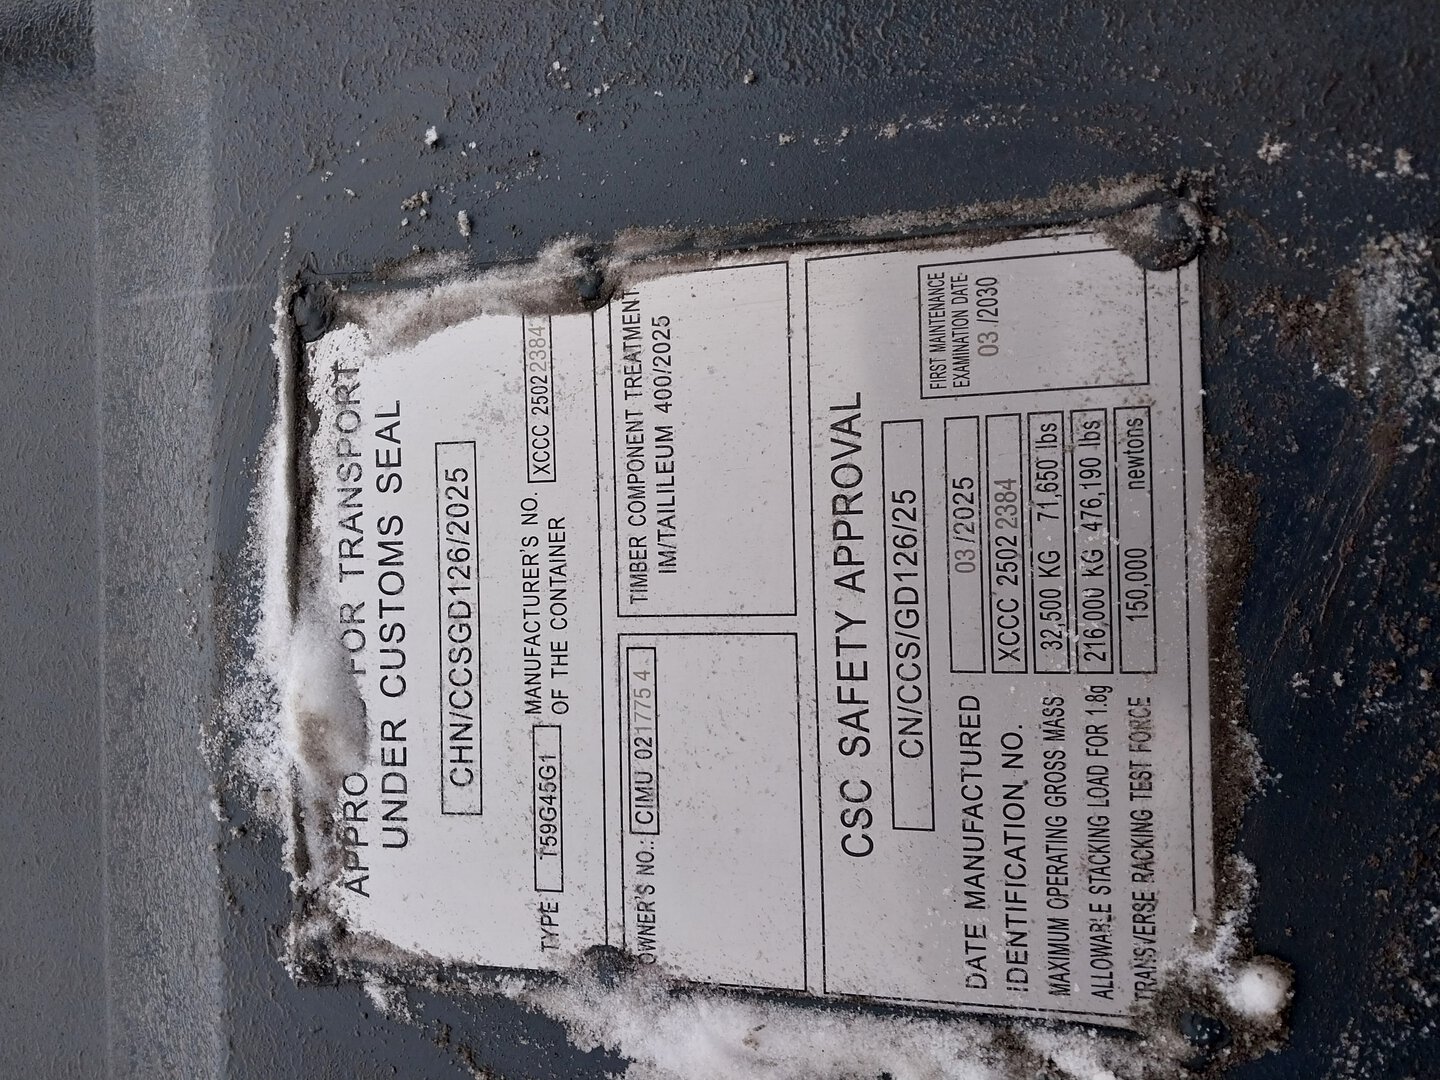 APPRO FOR TRANSPORT
UNDER CUSTOMS SEAL
CHN/CCSGD126/2025
TYPE T59G45G1 MANUFACTURER'S NO. OF THE CONTAINER XCCC 2502 2384
OWNER'S NO.: CIMU 021775 4
TIMBER COMPONENT TREATMENT
IM/TAILILEUM 400/2025
CSC SAFETY APPROVAL
CN/CCS/GD126/25
DATE MANUFACTURED 03 /2025
IDENTIFICATION NO. XCCC 2502 2384
MAXIMUM OPERATING GROSS MASS 32,500 KG 71,650 lbs
ALLOWABLE STACKING LOAD FOR 1.8g 216,000 KG 476,190 lbs
TRANSVERSE RACKING TEST FORCE 150,000 newtons
FIRST MAINTENANCE
EXAMINATION DATE
03 /2030